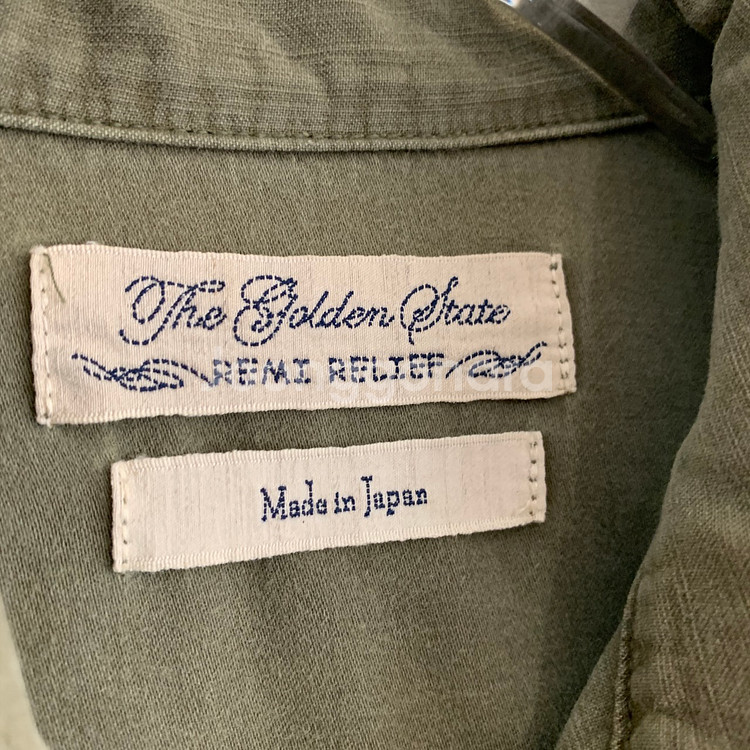 The Golden State
REMI RELIEF
Made in Japan